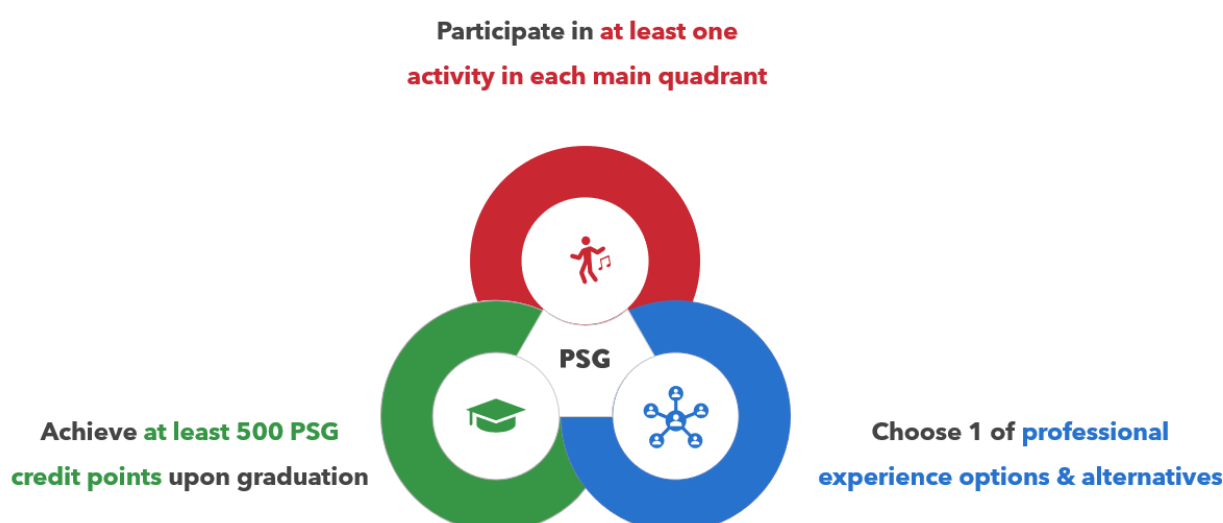 Participate in at least one
activity in each main quadrant
PSG
Achieve at least 500 PSG
credit points upon graduation
Choose 1 of professional
experience options & alternatives